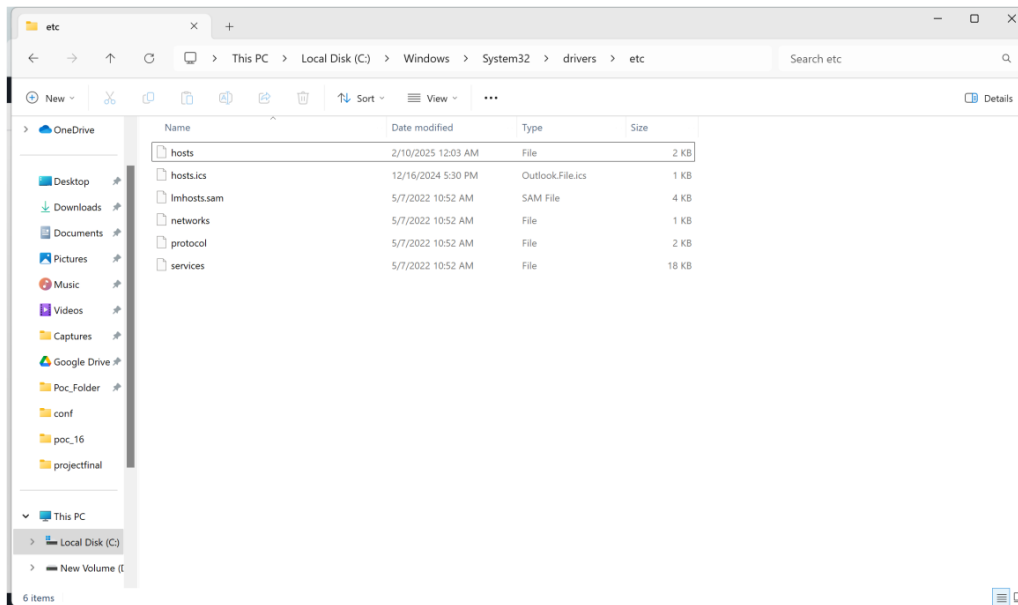 etc
This PC > Local Disk (C:) > Windows > System32 > drivers > etc
Search etc
New
Sort
View
Details
OneDrive
Desktop
Downloads
Documents
Pictures
Music
Videos
Captures
Google Drive
Poc_Folder
conf
poc_16
projectfinal
This PC
Local Disk (C:)
New Volume (D
Name Date modified Type Size
hosts 2/10/2025 12:03 AM File 2 KB
hosts.ics 12/16/2024 5:30 PM Outlook.File.ics 1 KB
lmhosts.sam 5/7/2022 10:52 AM SAM File 4 KB
networks 5/7/2022 10:52 AM File 1 KB
protocol 5/7/2022 10:52 AM File 2 KB
services 5/7/2022 10:52 AM File 18 KB
6 items